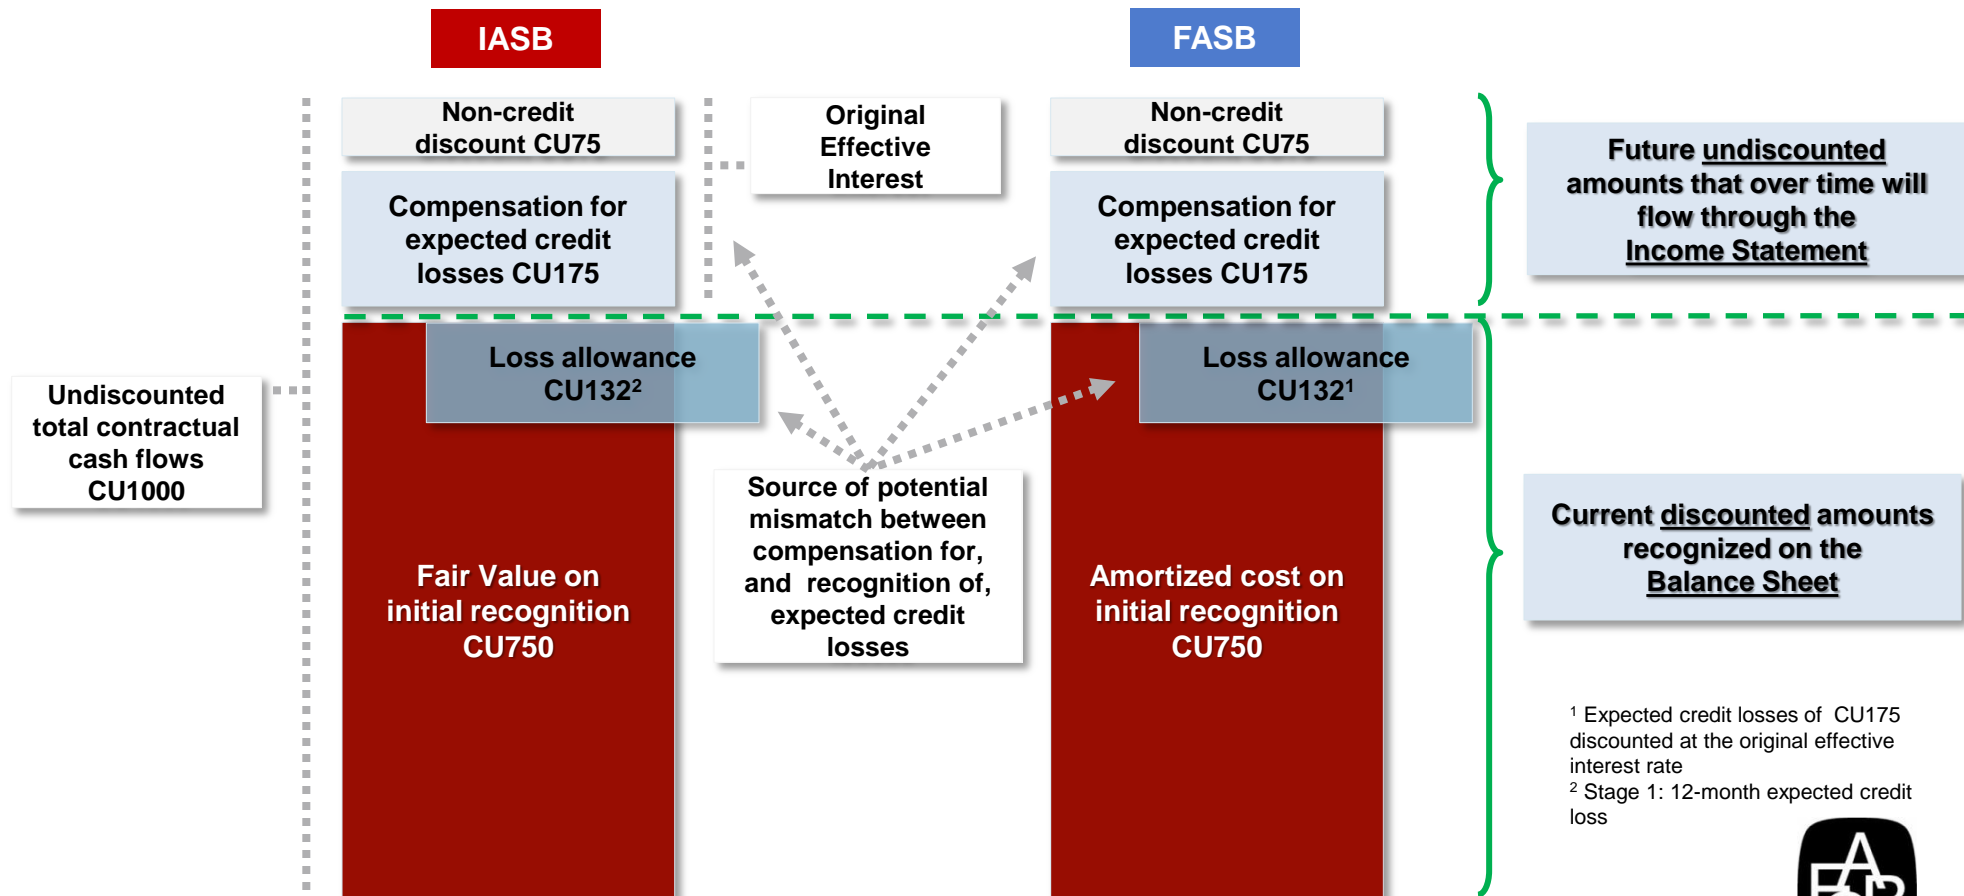 IASB
FASB
Non-credit
discount CU75
Original
Effective
Interest
Non-credit
discount CU75
Future undiscounted
amounts that over time will
flow through the
Income Statement
Compensation for
expected credit
losses CU175
Compensation for
expected credit
losses CU175
Loss allowance
CU132²
Loss allowance
CU132¹
Undiscounted
total contractual
cash flows
CU1000
Source of potential
mismatch between
compensation for,
and recognition of,
expected credit
losses
Current discounted amounts
recognized on the
Balance Sheet
Fair Value on
initial recognition
CU750
Amortized cost on
initial recognition
CU750
¹ Expected credit losses of CU175
discounted at the original effective
interest rate
² Stage 1: 12-month expected credit
loss